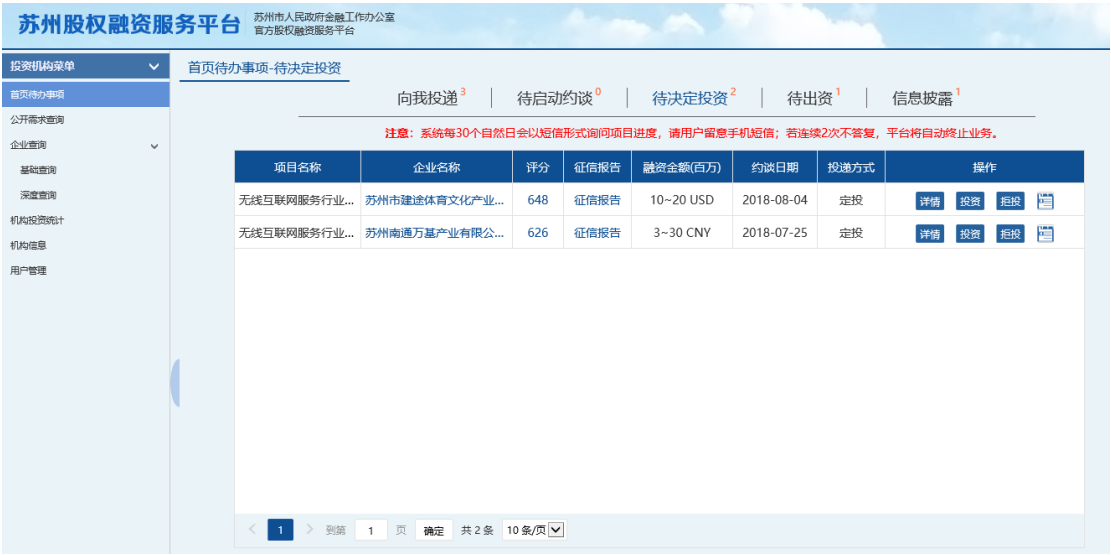 苏州股权融资服务平台
苏州市人民政府金融工作办公室
官方股权融资服务平台
投资机构菜单
首页待办事项
公开需求查询
企业查询
基础查询
深度查询
机构投资统计
机构信息
用户管理
首页待办事项-待决定投资
向我投递3 待启动约谈0 待决定投资2 待出资1 信息披露1
注意：系统每30个自然日会以短信形式询问项目进度，请用户留意手机短信；若连续2次不答复，平台将自动终止业务。
项目名称 企业名称 评分 征信报告 融资金额(百万) 约谈日期 投递方式 操作
无线互联网服务行业... 苏州市建途体育文化产业... 648 征信报告 10~20 USD 2018-08-04 定投 详情 投资 拒投
无线互联网服务行业... 苏州南通万基产业有限公... 626 征信报告 3~30 CNY 2018-07-25 定投 详情 投资 拒投
< 1 > 到第 1 页 确定 共 2 条 10 条/页